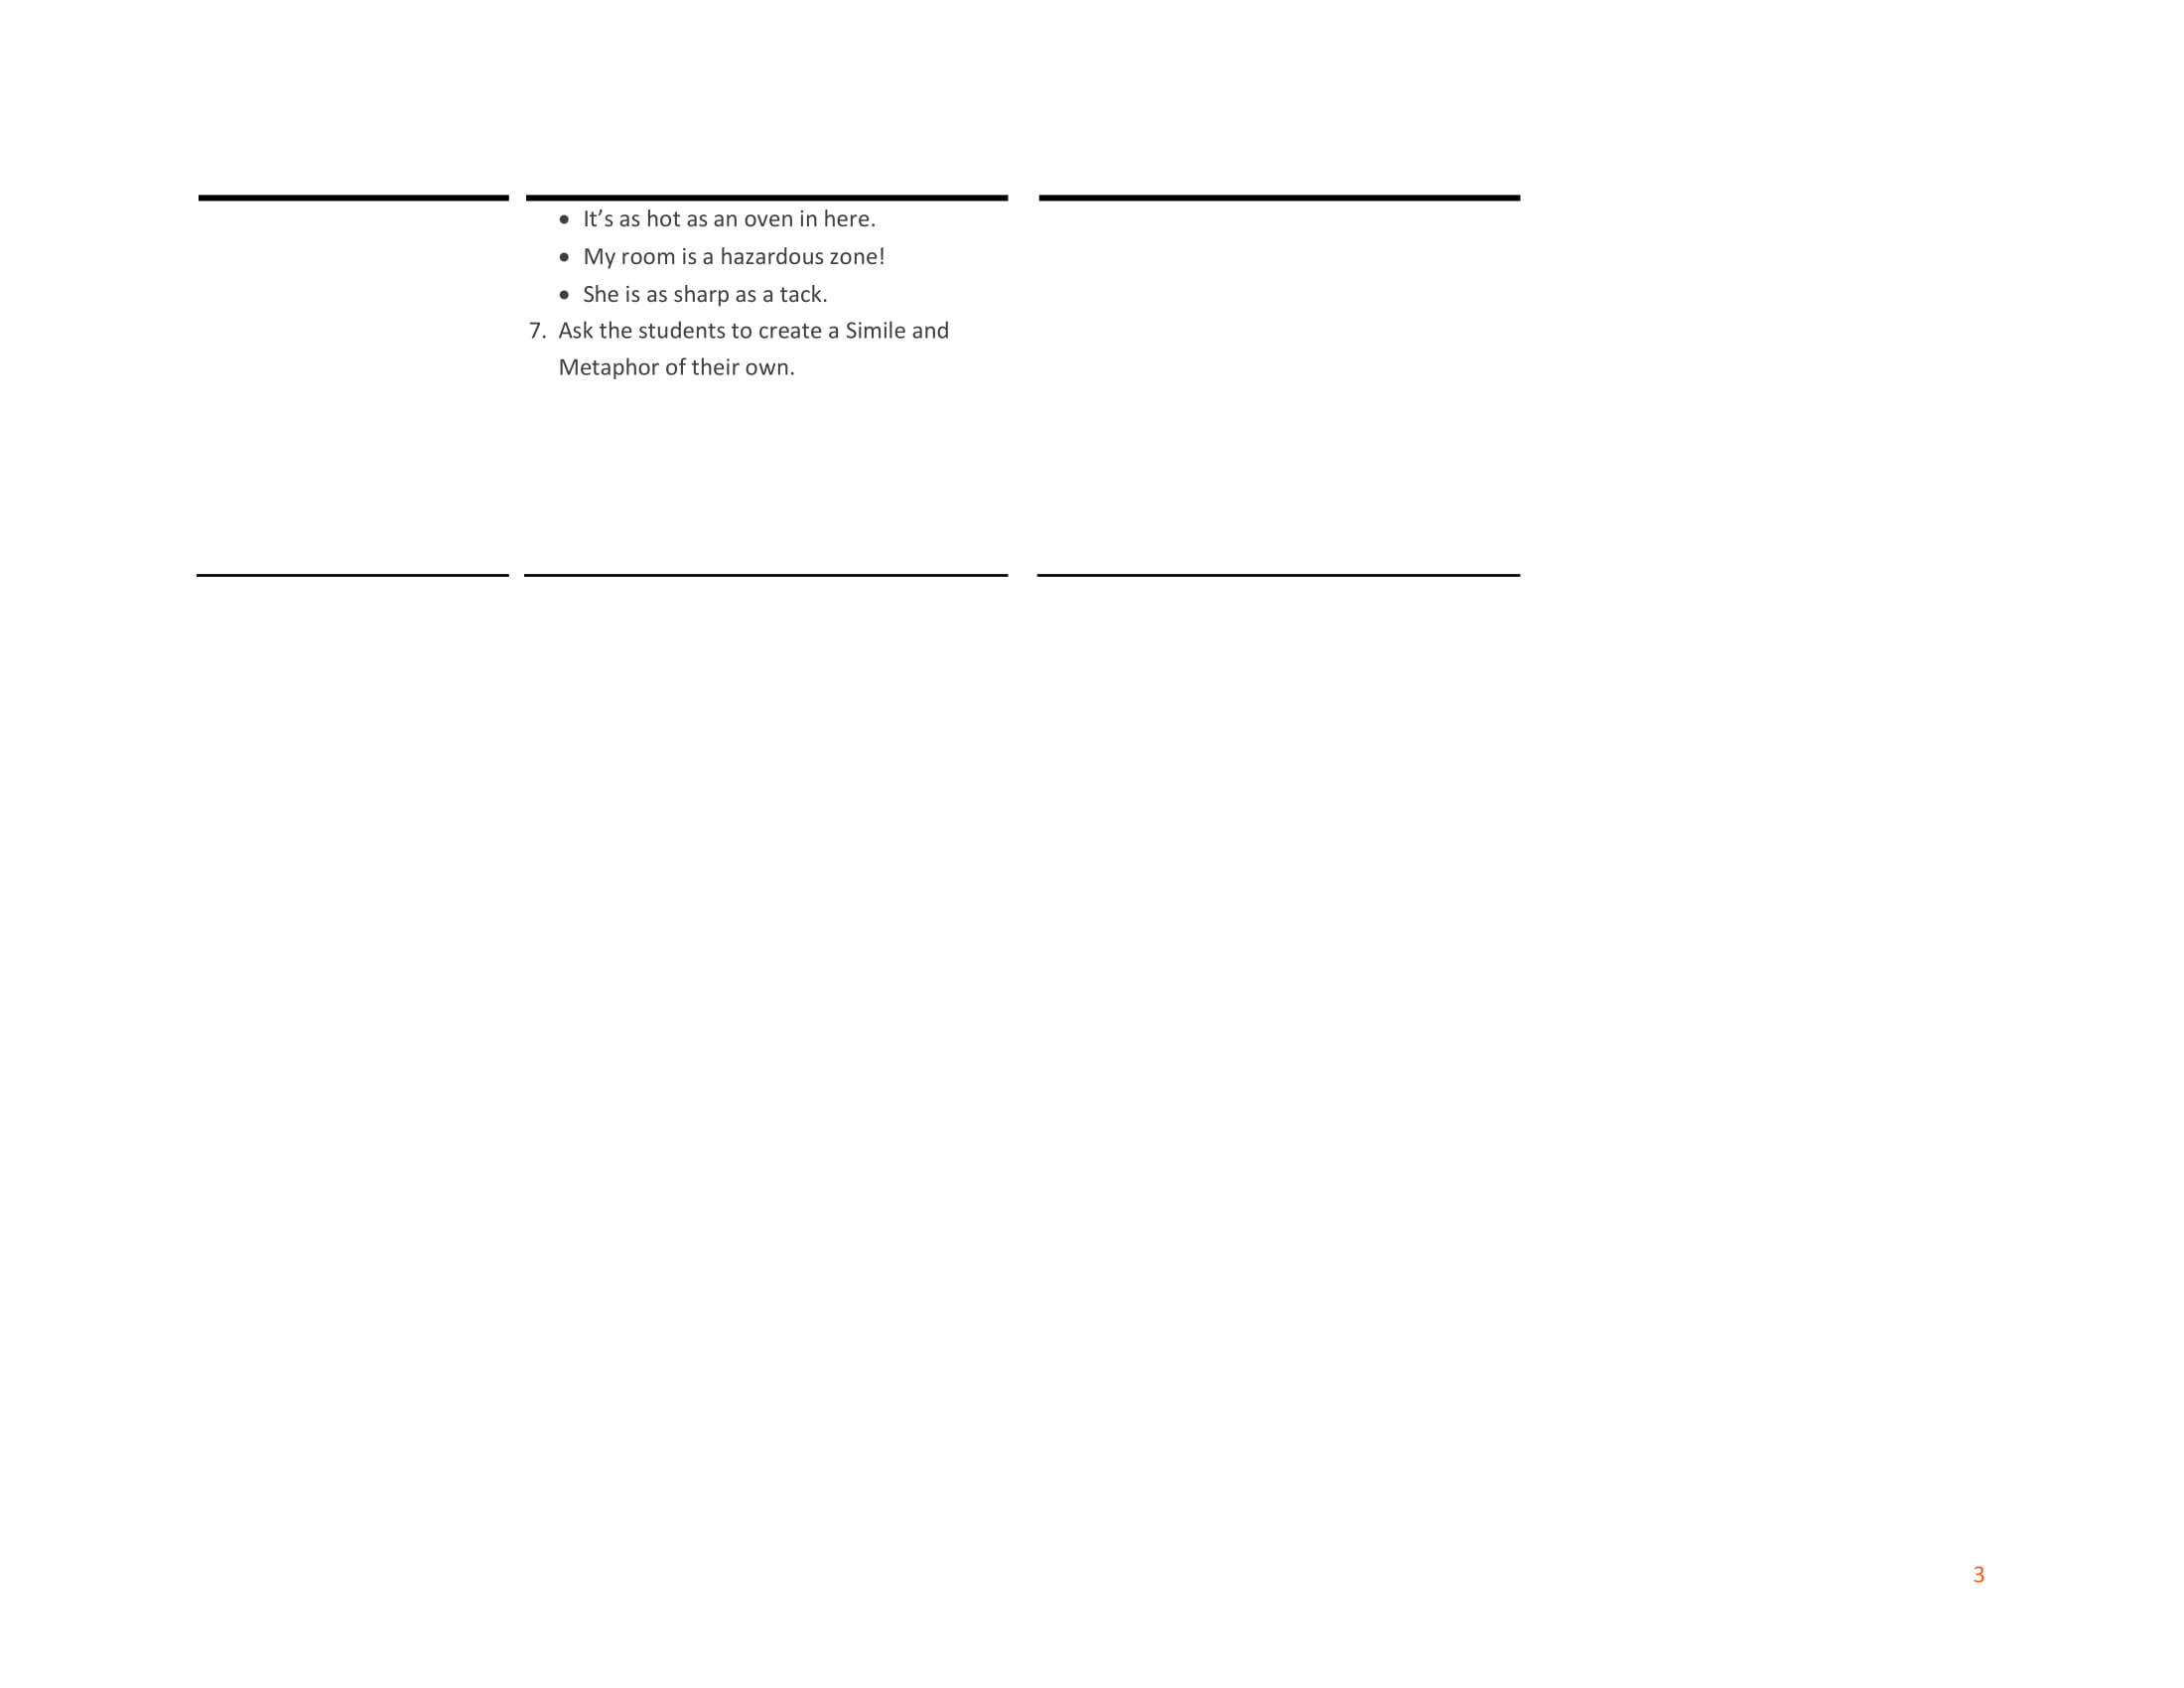 • It’s as hot as an oven in here.
• My room is a hazardous zone!
• She is as sharp as a tack.
7. Ask the students to create a Simile and
Metaphor of their own.
3